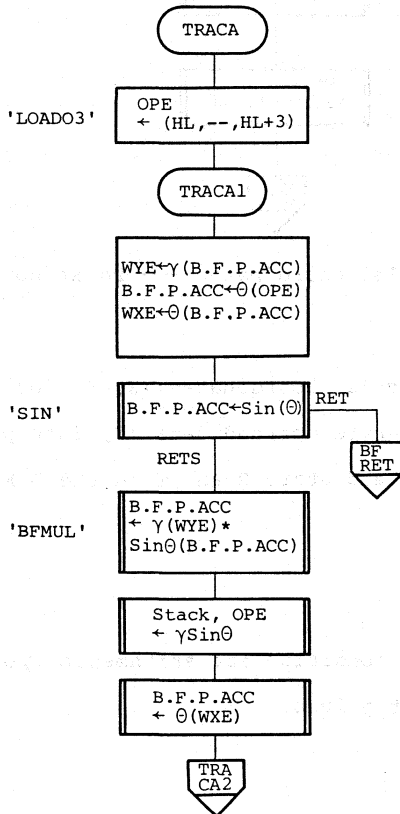 TRACA
'LOADO3'
OPE
← (HL,--,HL+3)
TRACA1
WYE←γ(B.F.P.ACC)
B.F.P.ACC←Θ(OPE)
WXE←Θ(B.F.P.ACC)
'SIN'
B.F.P.ACC←Sin(Θ)
RET
BF
RET
RETS
'BFMUL'
B.F.P.ACC
← γ(WYE)*
SinΘ(B.F.P.ACC)
Stack, OPE
← γSinΘ
B.F.P.ACC
← Θ(WXE)
TRA
CA2